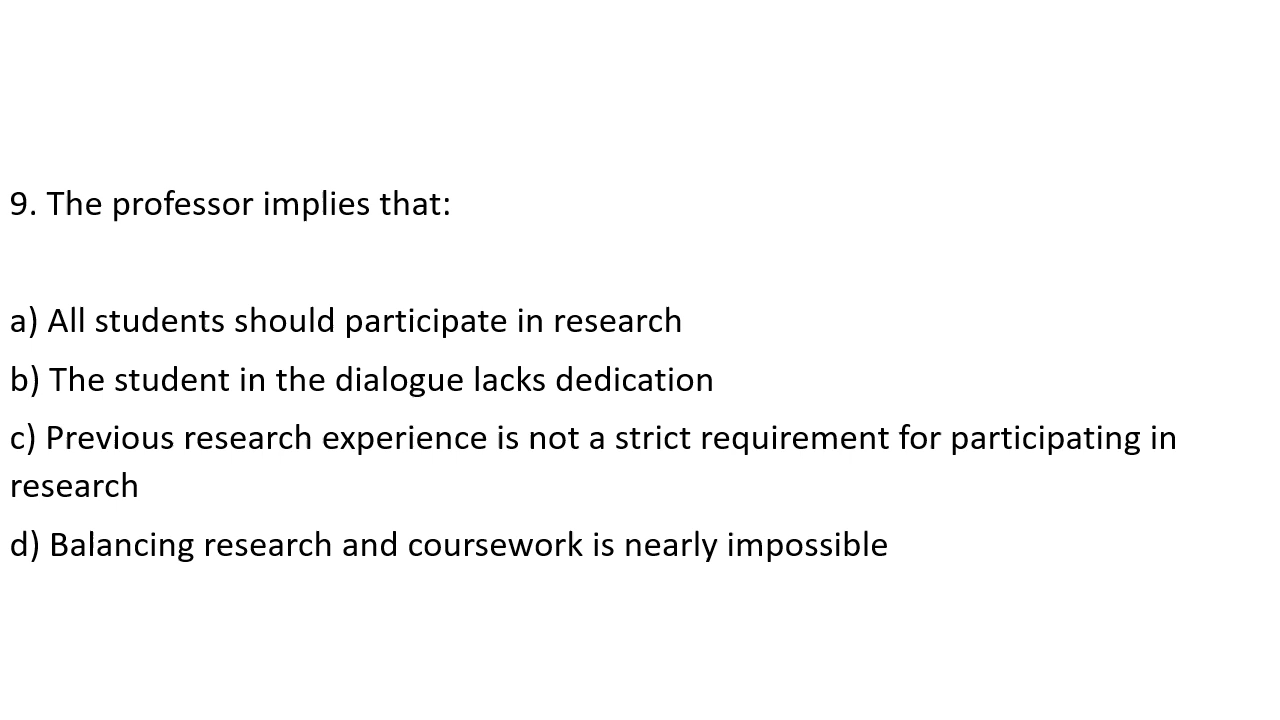 9. The professor implies that:
a) All students should participate in research
b) The student in the dialogue lacks dedication
c) Previous research experience is not a strict requirement for participating in
research
d) Balancing research and coursework is nearly impossible